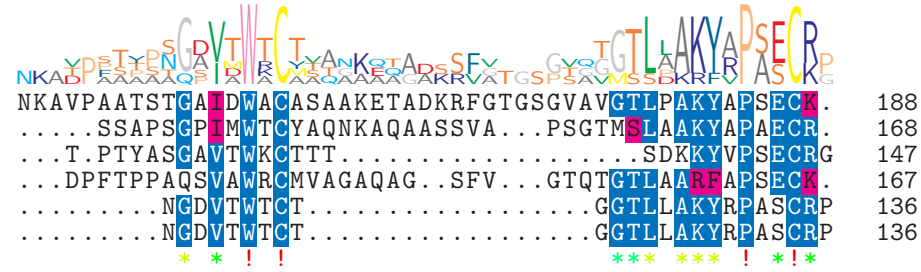 NKAVPAATSTGAIDWACASAAKETADKRFGTGSGVAVGTLPAKYAPSECK. 188
.....SSAPSGPIMWTCYAQNKAQAASSVA...PSGTMSLAAKYAPAECR. 168
...T.PTYASGAVTWKCTTT...................SDKKYVPSECRG 147
...DPFTPPAQSVAWRCMVAGAQAG..SFV...GTQTGTLAARFAPSECK. 167
.........NGDVTWTCT..................GGTLLAKYRPASCRP 136
.........NGDVTWTCT..................GGTLLAKYRPASCRP 136
* * ! ! *** *** ! *!*